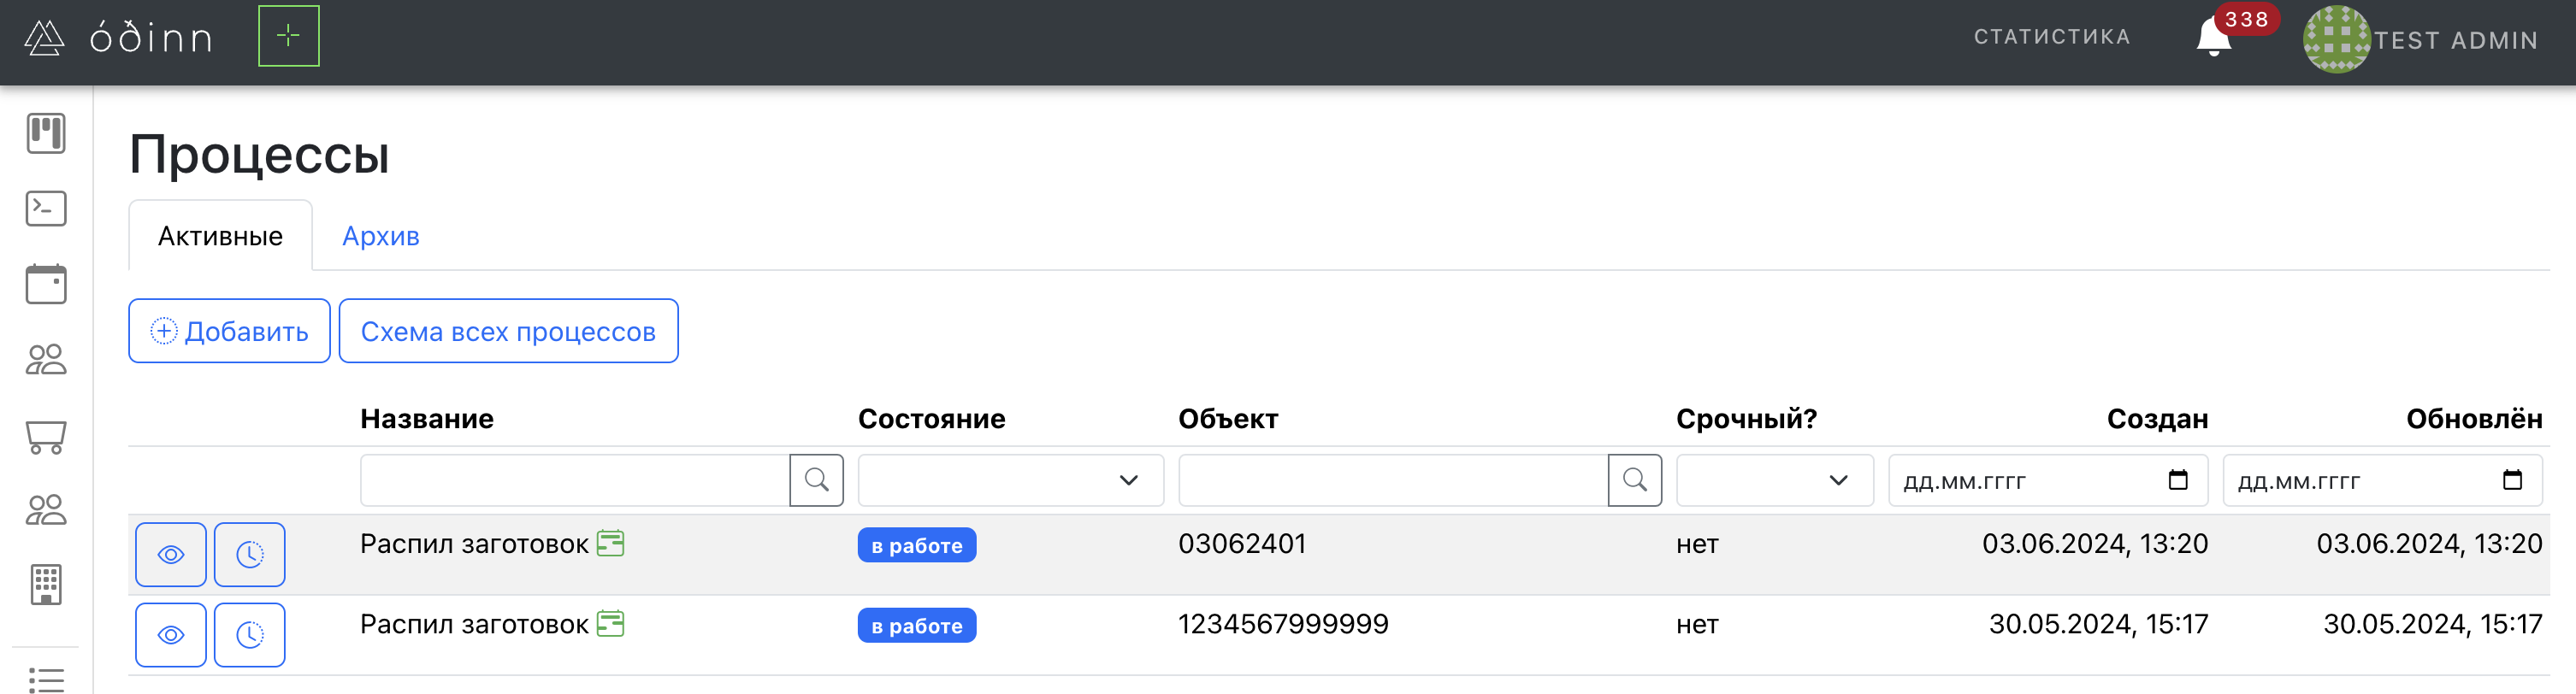 óðinn
СТАТИСТИКА
338
TEST ADMIN
Процессы
Активные Архив
Добавить Схема всех процессов
Название Состояние Объект Срочный? Создан Обновлён
дд.мм.гггг дд.мм.гггг
Распил заготовок в работе 03062401 нет 03.06.2024, 13:20 03.06.2024, 13:20
Распил заготовок в работе 1234567999999 нет 30.05.2024, 15:17 30.05.2024, 15:17